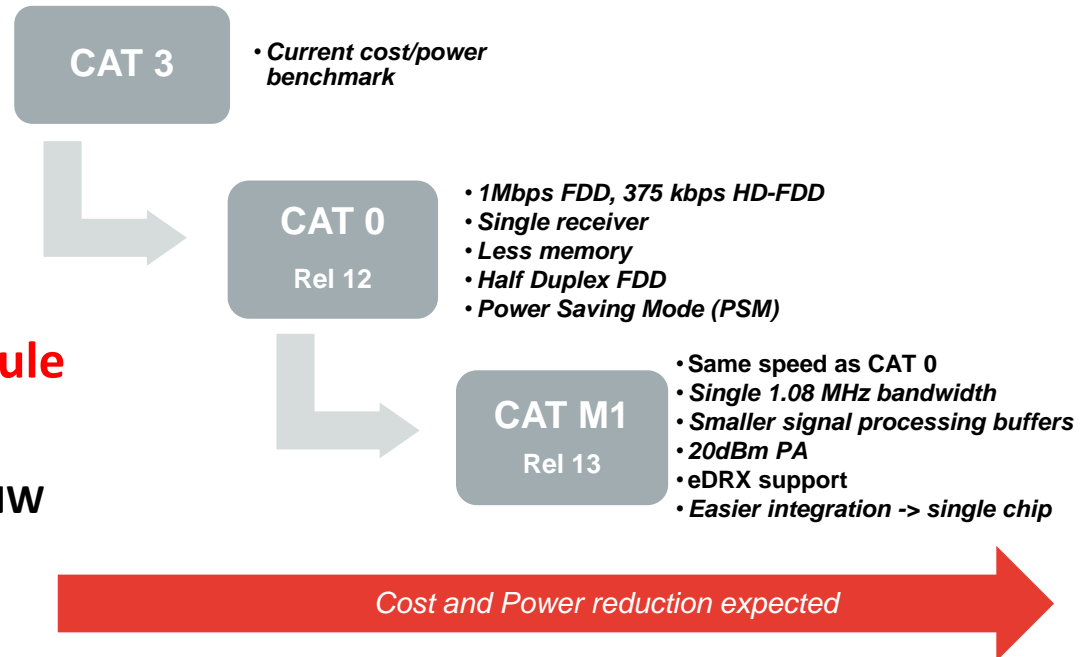 CAT 3
• Current cost/power
benchmark
CAT 0
Rel 12
• 1Mbps FDD, 375 kbps HD-FDD
• Single receiver
• Less memory
• Half Duplex FDD
• Power Saving Mode (PSM)
ule
CAT M1
Rel 13
• Same speed as CAT 0
• Single 1.08 MHz bandwidth
• Smaller signal processing buffers
• 20dBm PA
• eDRX support
• Easier integration -> single chip
Cost and Power reduction expected